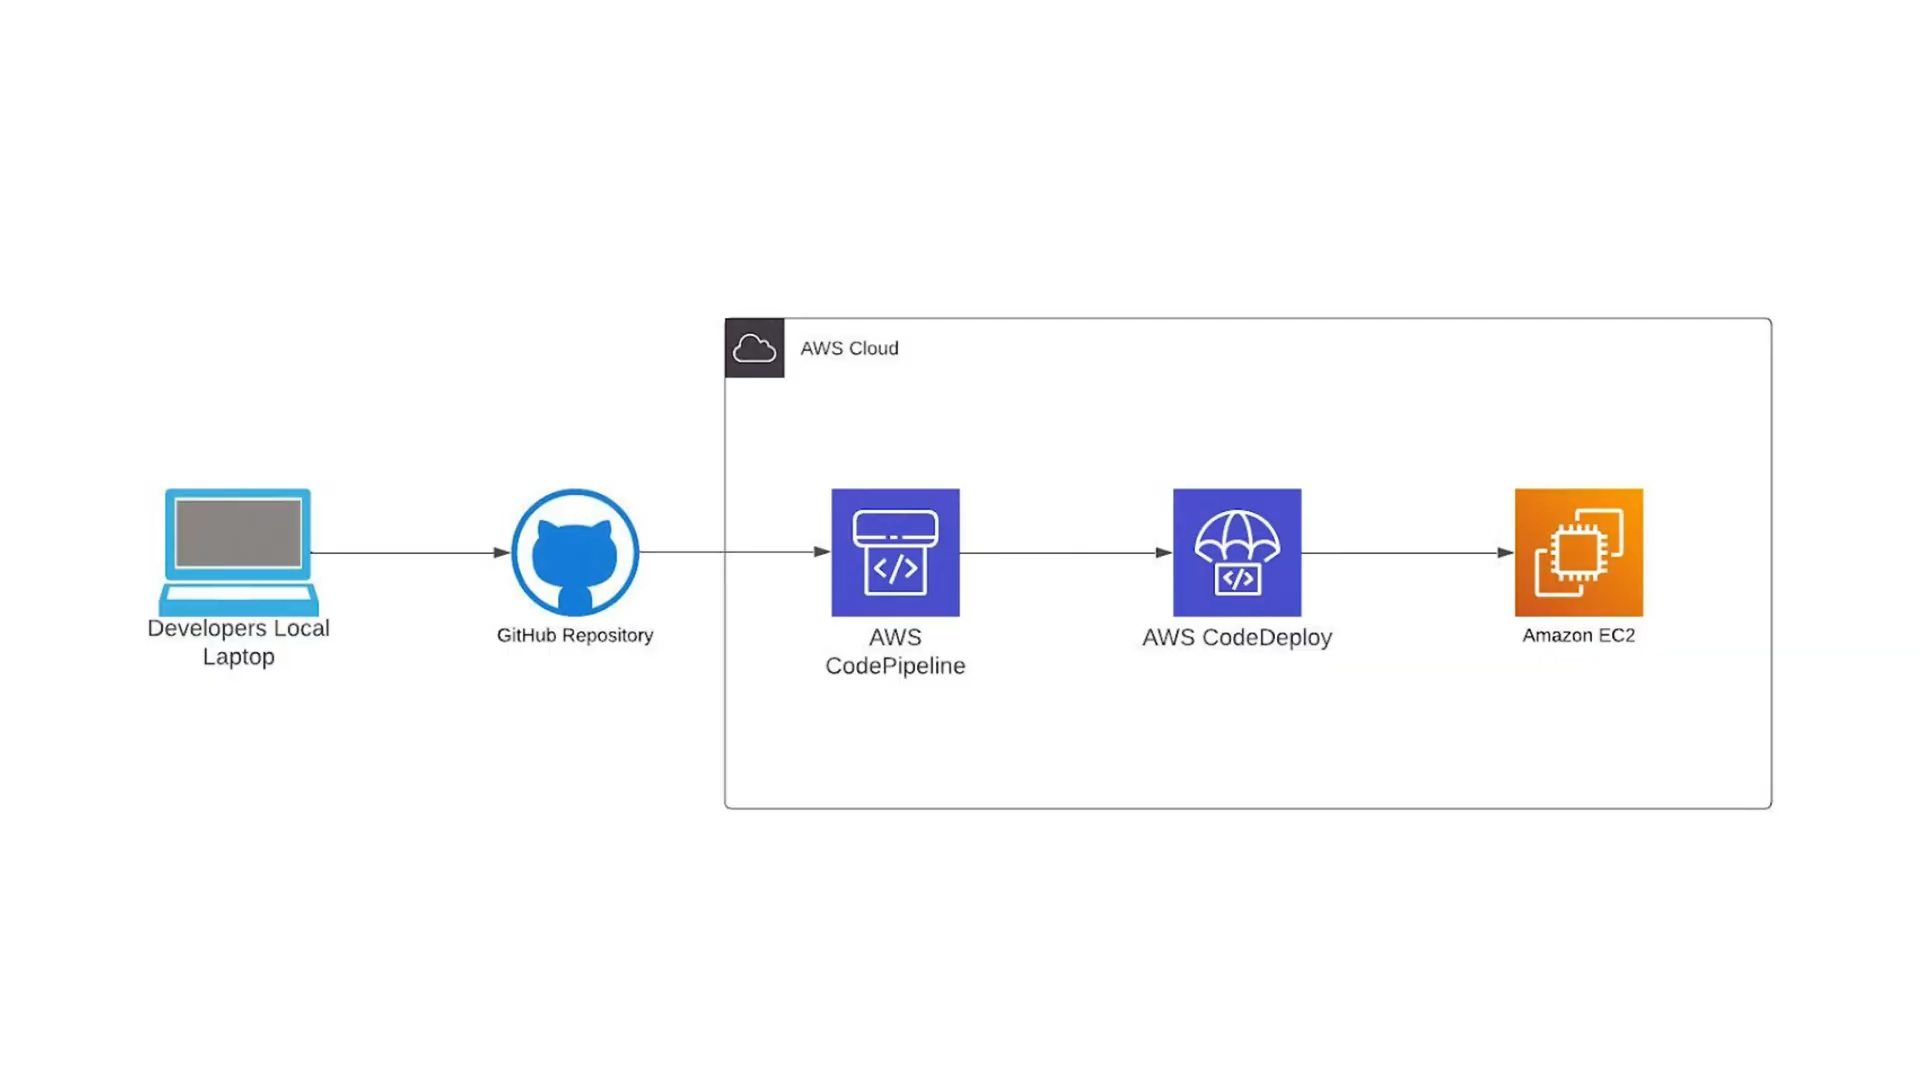 AWS Cloud
Developers Local
Laptop
GitHub Repository
AWS
CodePipeline
AWS CodeDeploy
Amazon EC2